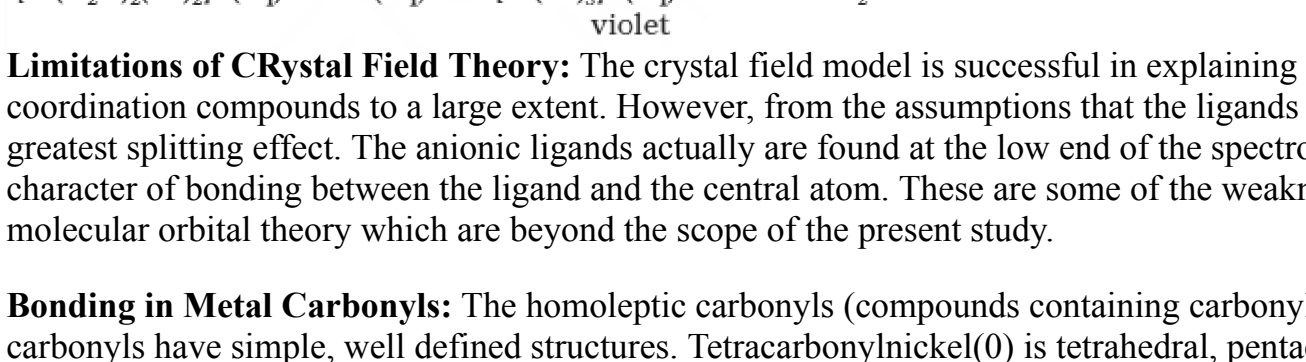 violet
Limitations of CRystal Field Theory: The crystal field model is successful in explaining
coordination compounds to a large extent. However, from the assumptions that the ligands
greatest splitting effect. The anionic ligands actually are found at the low end of the
character of bonding between the ligand and the central atom. These are some of the
molecular orbital theory which are beyond the scope of the present study.
Bonding in Metal Carbonyls: The homoleptic carbonyls (compounds containing
carbonyls have simple, well defined structures. Tetracarbonylnickel(0) is tetrahedral,